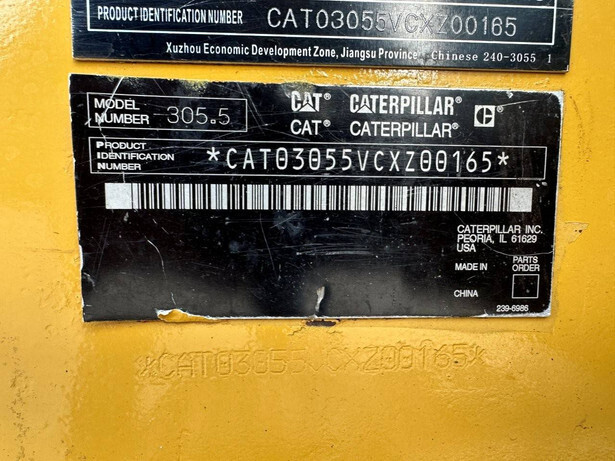 PRODUCT IDENTIFICATION NUMBER CAT03055VCXZ00165
Xuzhou Economic Development Zone, Jiangsu Province Chinese 240-3055 1
MODEL NUMBER 305.5
CAT CATERPILLAR
CAT® CATERPILLAR® C
PRODUCT IDENTIFICATION NUMBER *CAT03055VCXZ00165*
CATERPILLAR INC.
PEORIA, IL 61629
USA
MADE IN
PARTS ORDER
CHINA
239-6986
*CAT03055VCXZ00165*